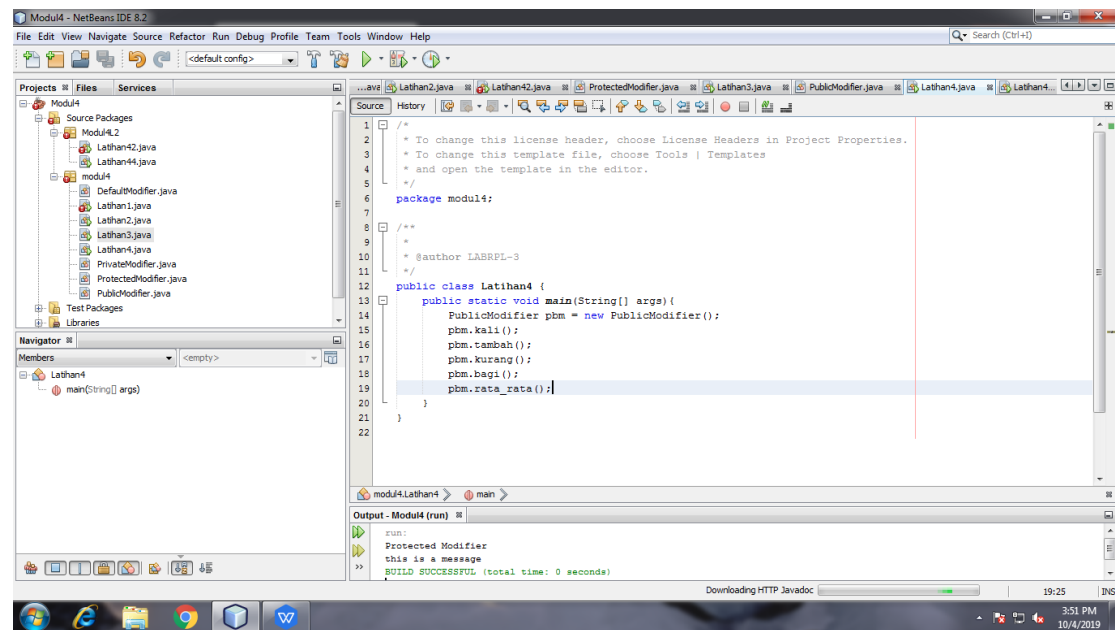 Modul4 - NetBeans IDE 8.2
File Edit View Navigate Source Refactor Run Debug Profile Team Tools Window Help
Search (Ctrl+I)
<default config>
Projects Files Services
Modul4
Source Packages
Modul4L2
Latihan42.java
Latihan44.java
modul4
DefaultModifier.java
Latihan1.java
Latihan2.java
Latihan3.java
Latihan4.java
PrivateModifier.java
ProtectedModifier.java
PublicModifier.java
Test Packages
Libraries
Navigator
Members <empty>
Latihan4
main(String[] args)
...ava Latihan2.java Latihan42.java ProtectedModifier.java Latihan3.java PublicModifier.java Latihan4.java Latihan4...
Source History
1 /*
2 * To change this license header, choose License Headers in Project Properties.
3 * To change this template file, choose Tools | Templates
4 * and open the template in the editor.
5 */
6 package modul4;
7
8 /**
9 *
10 * @author LABRPL-3
11 */
12 public class Latihan4 {
13 public static void main(String[] args){
14 PublicModifier pbm = new PublicModifier();
15 pbm.kali();
16 pbm.tambah();
17 pbm.kurang();
18 pbm.bagi();
19 pbm.rata_rata();
20 }
21 }
22
modul4.Latihan4 main
Output - Modul4 (run)
run:
Protected Modifier
this is a message
BUILD SUCCESSFUL (total time: 0 seconds)
Downloading HTTP Javadoc
19:25 INS
3:51 PM
10/4/2019